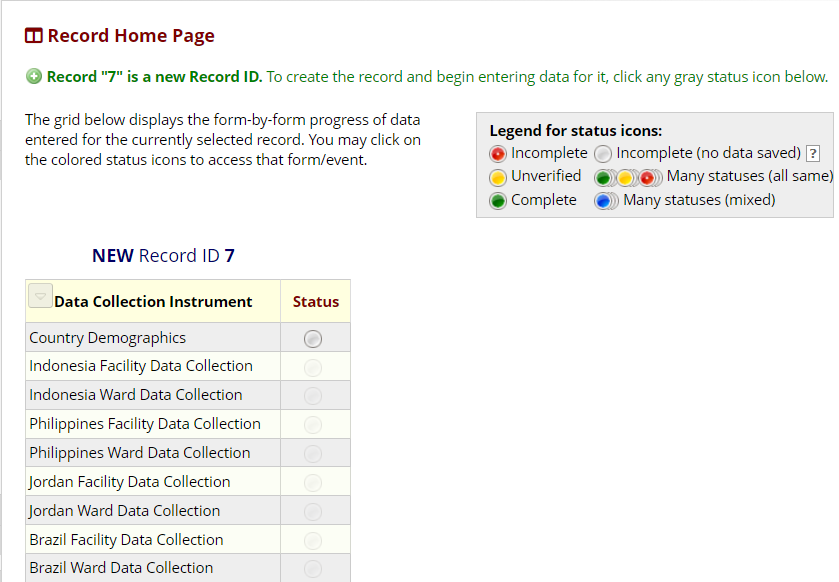 Record Home Page
Record "7" is a new Record ID. To create the record and begin entering data for it, click any gray status icon below.
The grid below displays the form-by-form progress of data
entered for the currently selected record. You may click on
the colored status icons to access that form/event.
Legend for status icons:
Incomplete Incomplete (no data saved) ?
Unverified Many statuses (all same)
Complete Many statuses (mixed)
NEW Record ID 7
Data Collection Instrument Status
Country Demographics
Indonesia Facility Data Collection
Indonesia Ward Data Collection
Philippines Facility Data Collection
Philippines Ward Data Collection
Jordan Facility Data Collection
Jordan Ward Data Collection
Brazil Facility Data Collection
Brazil Ward Data Collection